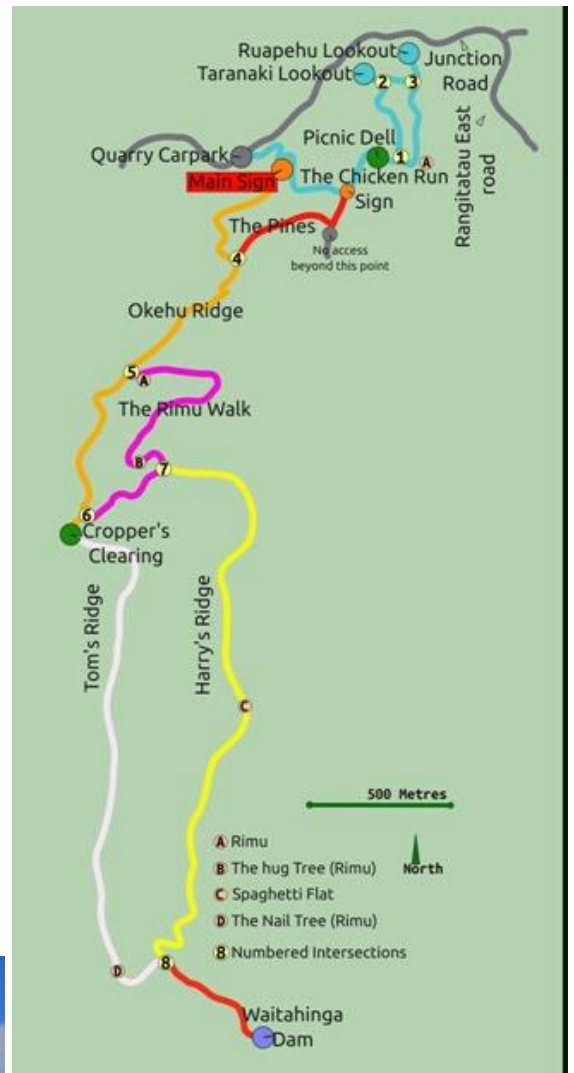 Ruapehu Lookout
Junction
Road
Taranaki Lookout
2
3
Rangitatau East
road
Picnic Dell
1
A
Quarry Carpark
Main Sign
The Chicken Run
Sign
The Pines
No access
beyond this point
4
Okehu Ridge
5
A
The Rimu Walk
B
7
6
Cropper's
Clearing
Tom's Ridge
Harry's Ridge
C
500 Metres
North
A Rimu
B The hug Tree (Rimu)
C Spaghetti Flat
D The Nail Tree (Rimu)
8 Numbered Intersections
D
8
Waitahinga
Dam